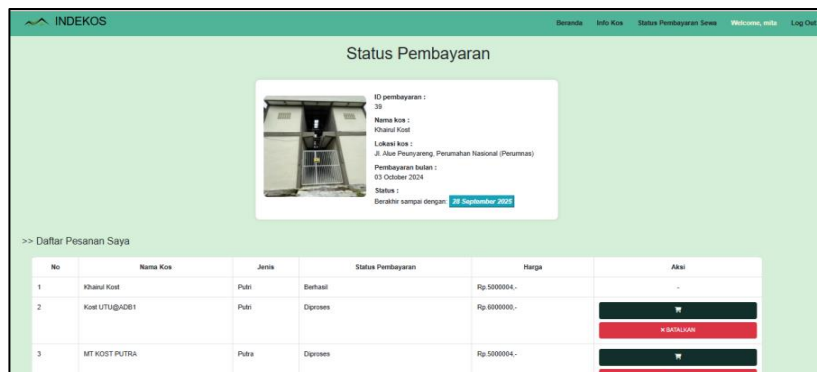 INDEKOS
Beranda Info Kos Status Pembayaran Sewa Welcome, mita Log Out
Status Pembayaran
ID pembayaran :
39
Nama kos :
Khairul Kost
Lokasi kos :
Jl. Alue Peunyareng, Perumahan Nasional (Perumnas)
Pembayaran bulan :
03 October 2024
Status :
Berakhir sampai dengan: 28 September 2025
>> Daftar Pesanan Saya
No Nama Kos Jenis Status Pembayaran Harga Aksi
1 Khairul Kost Putri Berhasil Rp.5000004,- -
2 Kost UTU@ADB1 Putri Diproses Rp.6000000,-
× BATALKAN
3 MT KOST PUTRA Putra Diproses Rp.5000004,-